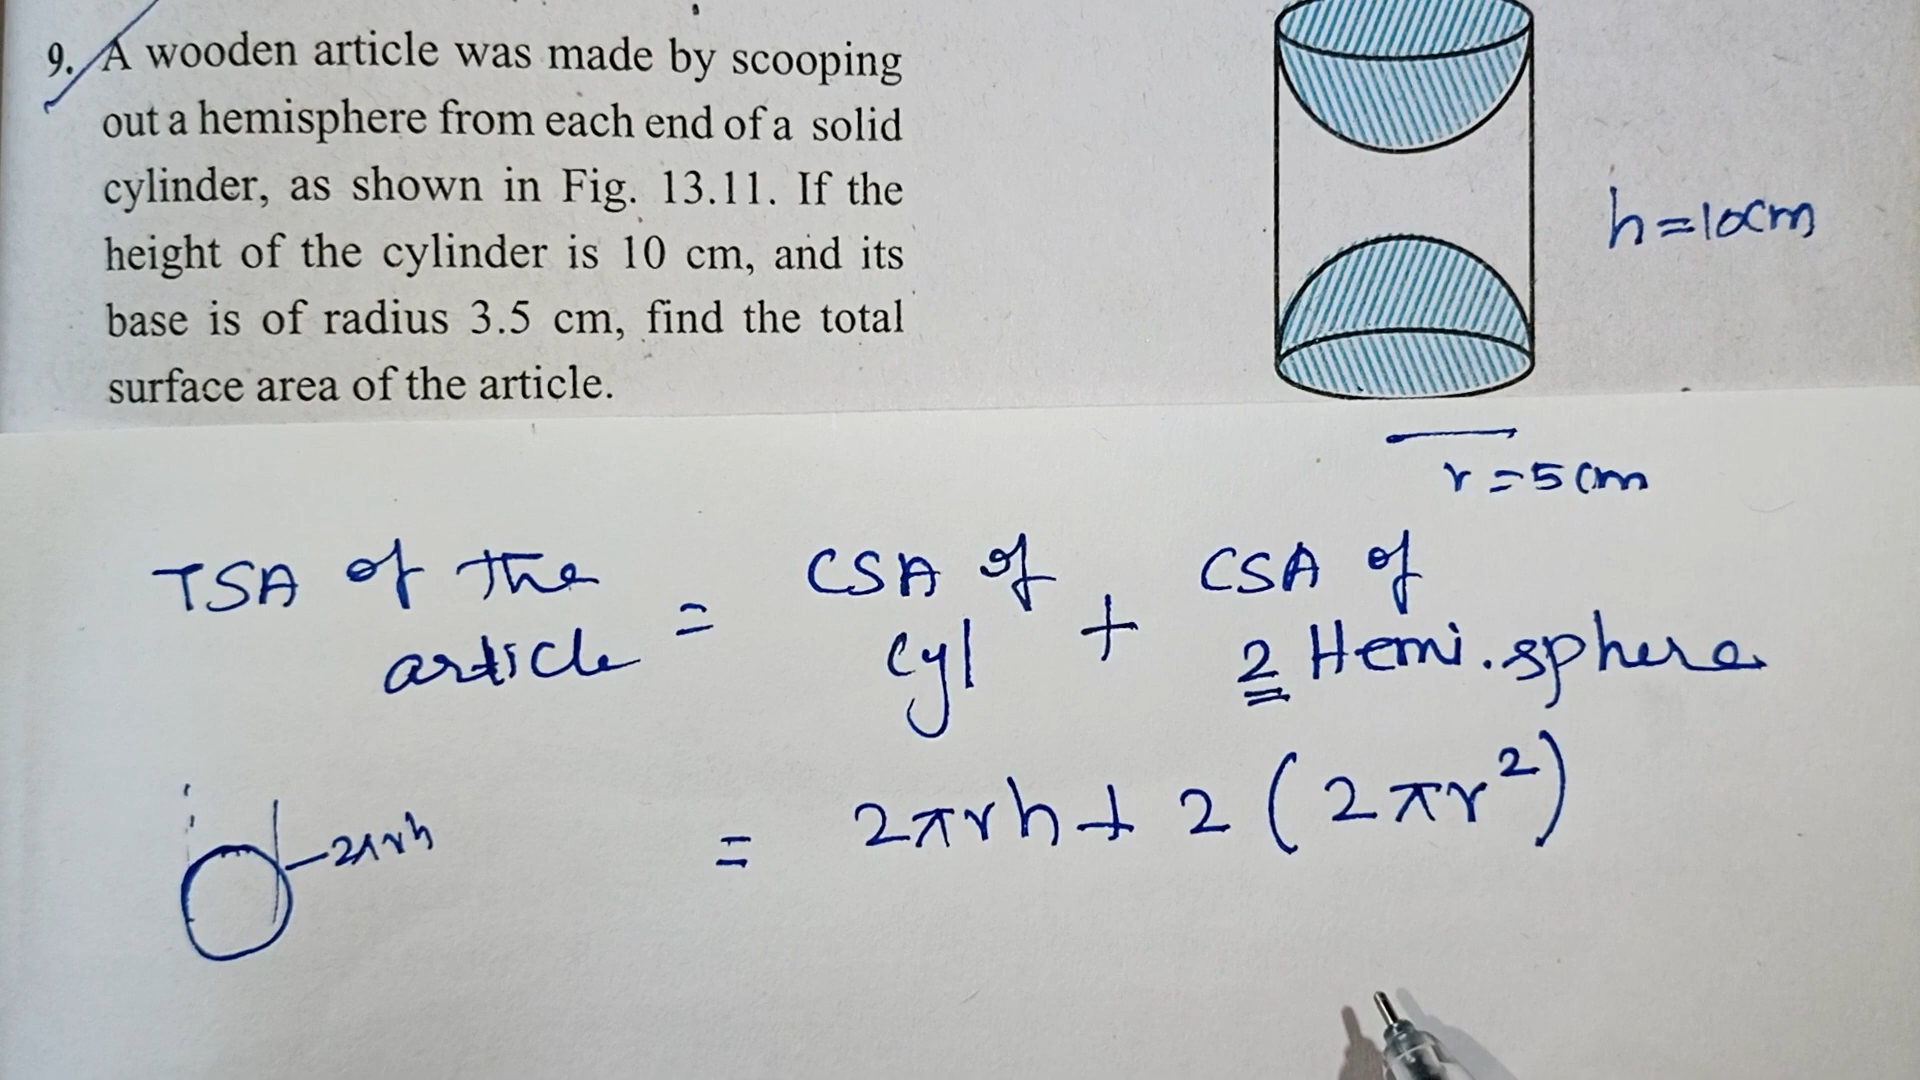 9. A wooden article was made by scooping
out a hemisphere from each end of a solid
cylinder, as shown in Fig. 13.11. If the
height of the cylinder is 10 cm, and its
base is of radius 3.5 cm, find the total
surface area of the article.
h=10cm
r=5cm
TSA of the article = CSA of cyl + CSA of 2 Hemi.sphere
2πrh
= 2πrh + 2(2πr²)